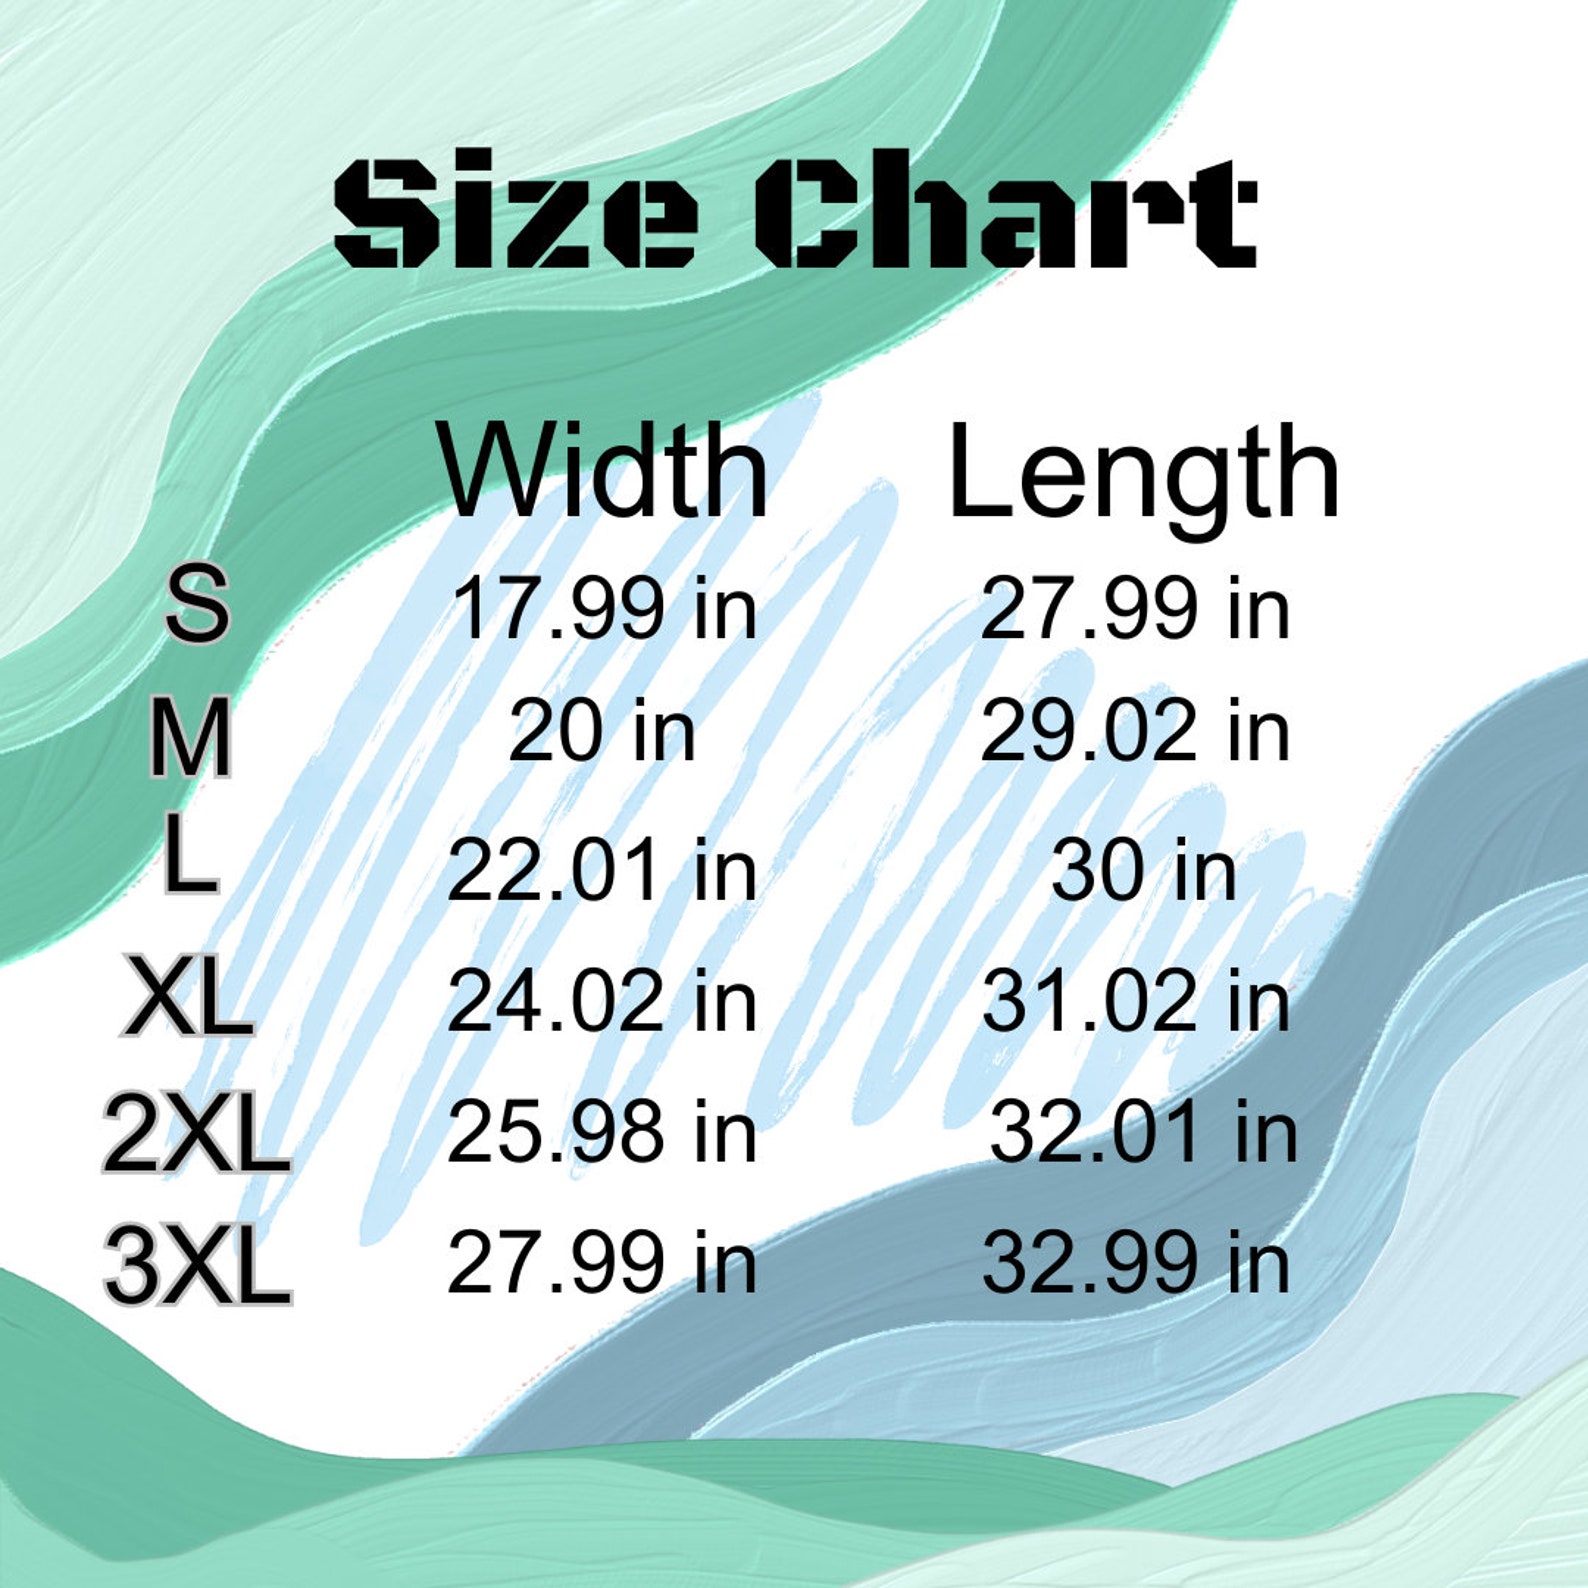 Size Chart
Width Length
S 17.99 in 27.99 in
M 20 in 29.02 in
L 22.01 in 30 in
XL 24.02 in 31.02 in
2XL 25.98 in 32.01 in
3XL 27.99 in 32.99 in